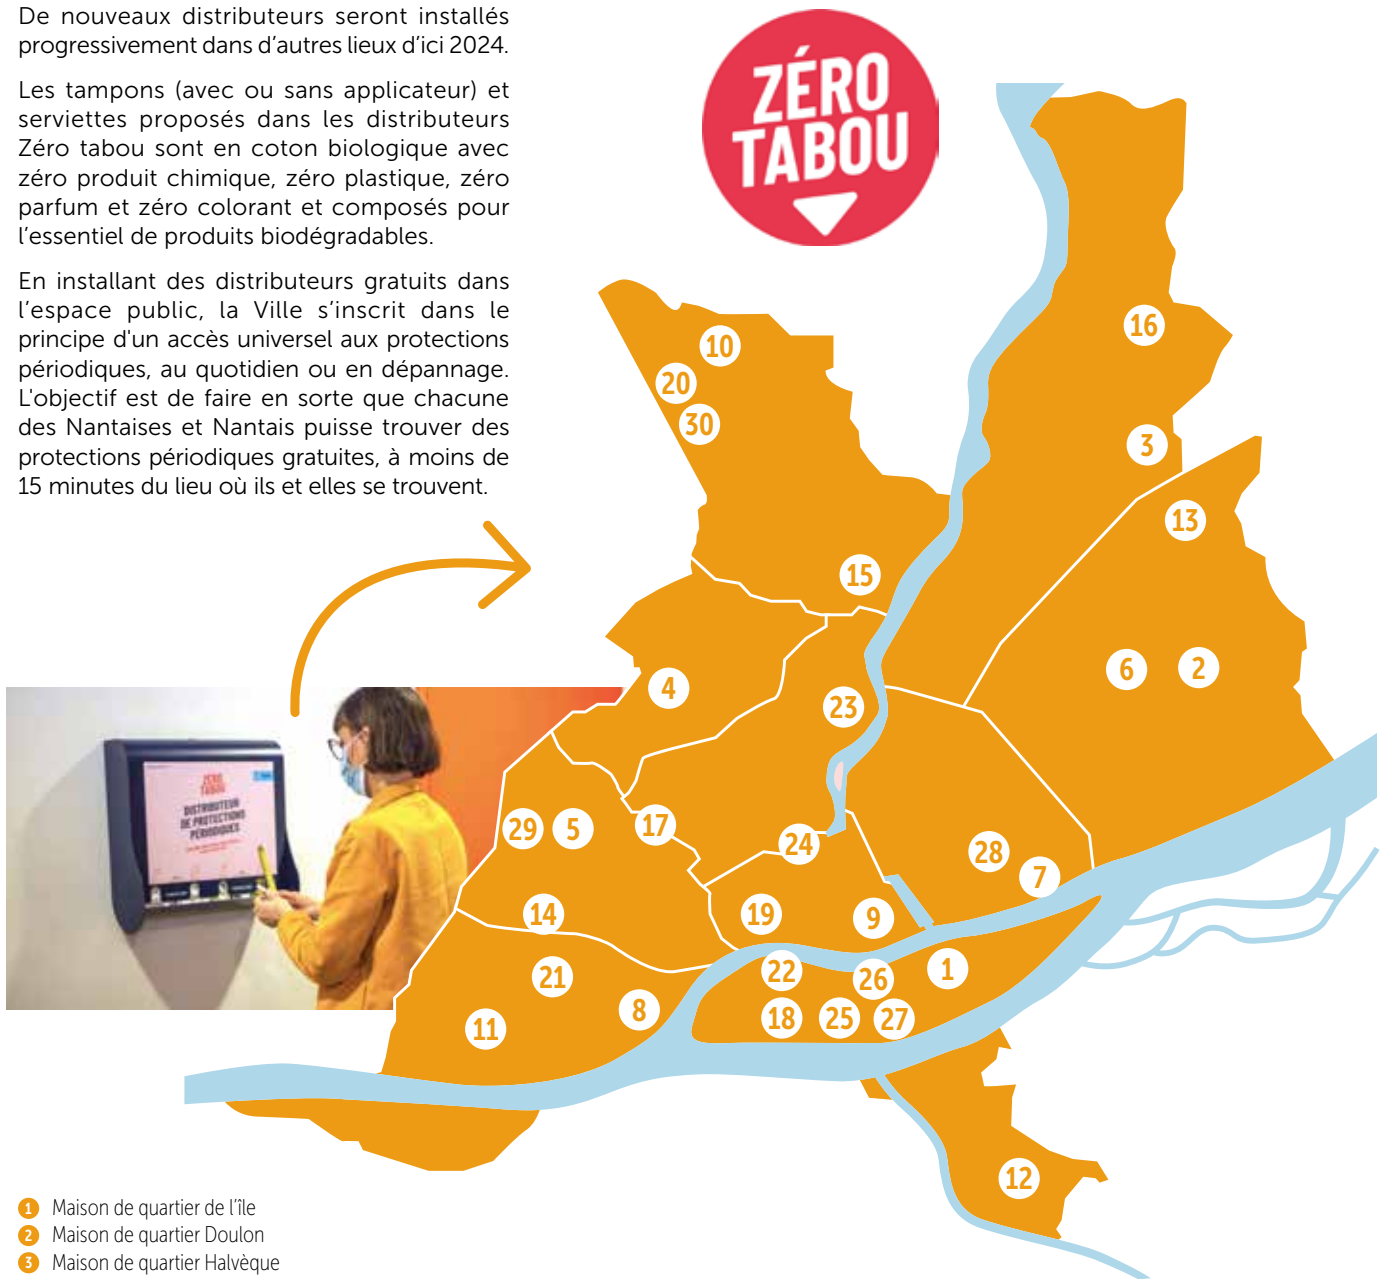 De nouveaux distributeurs seront installés
progressivement dans d’autres lieux d’ici 2024.
Les tampons (avec ou sans applicateur) et
serviettes proposés dans les distributeurs
Zéro tabou sont en coton biologique avec
zéro produit chimique, zéro plastique, zéro
parfum et zéro colorant et composés pour
l’essentiel de produits biodégradables.
En installant des distributeurs gratuits dans
l’espace public, la Ville s’inscrit dans le
principe d'un accès universel aux protections
périodiques, au quotidien ou en dépannage.
L'objectif est de faire en sorte que chacune
des Nantaises et Nantais puisse trouver des
protections périodiques gratuites, à moins de
15 minutes du lieu où ils et elles se trouvent.
ZÉRO
TABOU
16
10
20
30
3
13
15
6
2
4
23
29
5
17
24
28
7
14
19
9
21
22
26
1
11
8
18
25
27
12
ZÉRO
TABOU
DISTRIBUTEUR
DE PROTECTIONS
PÉRIODIQUES
1 Maison de quartier de l’île
2 Maison de quartier Doulon
3 Maison de quartier Halvèque